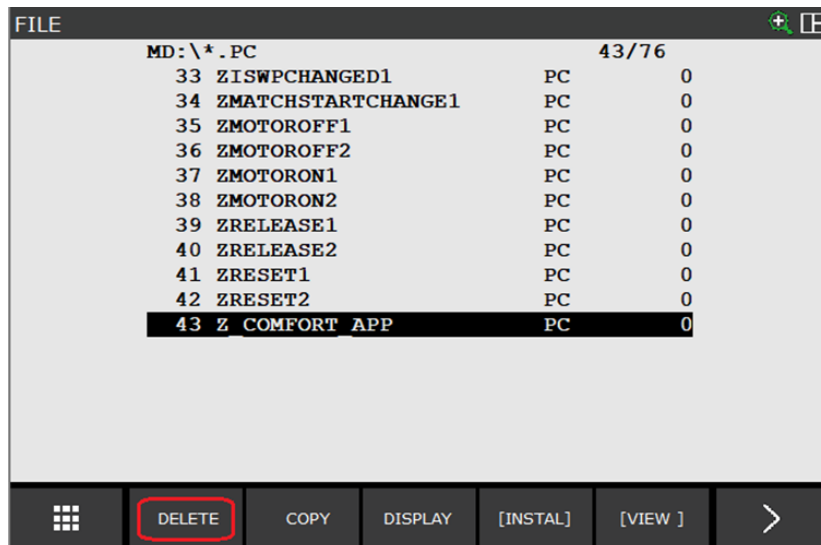 FILE
MD:\*.PC 43/76
33 ZISWPCHANGED1 PC 0
34 ZMATCHSTARTCHANGE1 PC 0
35 ZMOTOROFF1 PC 0
36 ZMOTOROFF2 PC 0
37 ZMOTORON1 PC 0
38 ZMOTORON2 PC 0
39 ZRELEASE1 PC 0
40 ZRELEASE2 PC 0
41 ZRESET1 PC 0
42 ZRESET2 PC 0
43 Z_COMFORT_APP PC 0
DELETE COPY DISPLAY [INSTAL] [VIEW ] >